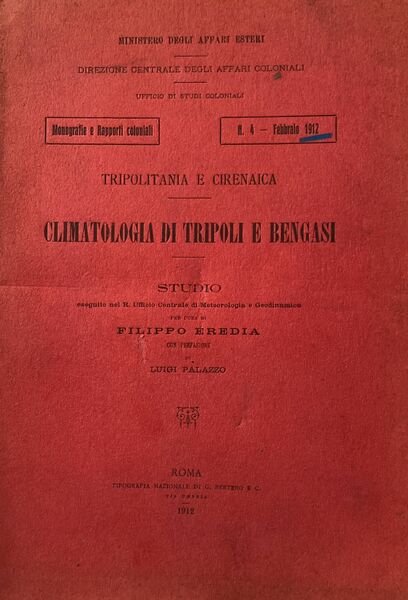 MINISTERO DEGLI AFFARI ESTERI
DIREZIONE CENTRALE DEGLI AFFARI COLONIALI
UFFICIO DI STUDI COLONIALI
Monografie e Rapporti coloniali
N. 4 — Febbraio 1912
TRIPOLITANIA E CIRENAICA
CLIMATOLOGIA DI TRIPOLI E BENGASI
STUDIO
eseguito nel R. Ufficio Centrale di Meteorologia e Geodinamica
PER CURA DI
FILIPPO EREDIA
CON PREFAZIONE
DI
LUIGI PALAZZO
ROMA
TIPOGRAFIA NAZIONALE DI G. BERTERO E C.
VIA UMBRIA
1912